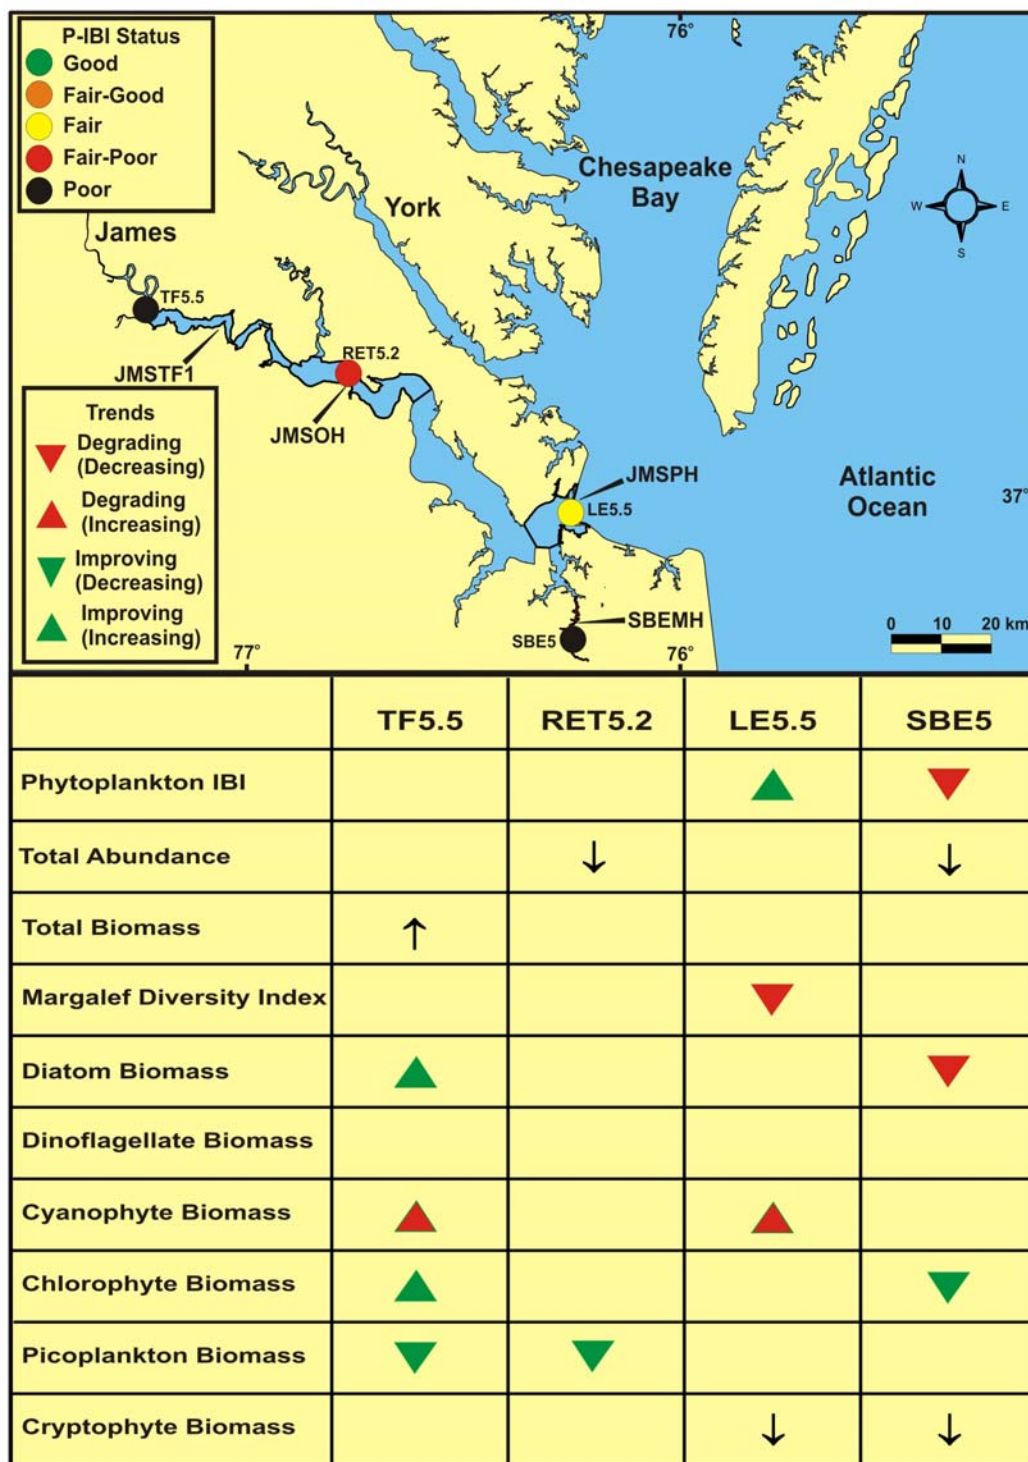 P-IBI Status
Good
Fair-Good
Fair
Fair-Poor
Poor
76°
Chesapeake
Bay
York
James
N
W
E
S
TF5.5
JMSTF1
RET5.2
JMSOH
JMSPH
LE5.5
Atlantic
Ocean
37°
SBEMH
SBE5
77°
76°
0 10 20 km
Trends
Degrading
(Decreasing)
Degrading
(Increasing)
Improving
(Decreasing)
Improving
(Increasing)
TF5.5 RET5.2 LE5.5 SBE5
Phytoplankton IBI
Total Abundance ↓ ↓
Total Biomass ↑
Margalef Diversity Index
Diatom Biomass
Dinoflagellate Biomass
Cyanophyte Biomass
Chlorophyte Biomass
Picoplankton Biomass
Cryptophyte Biomass ↓ ↓